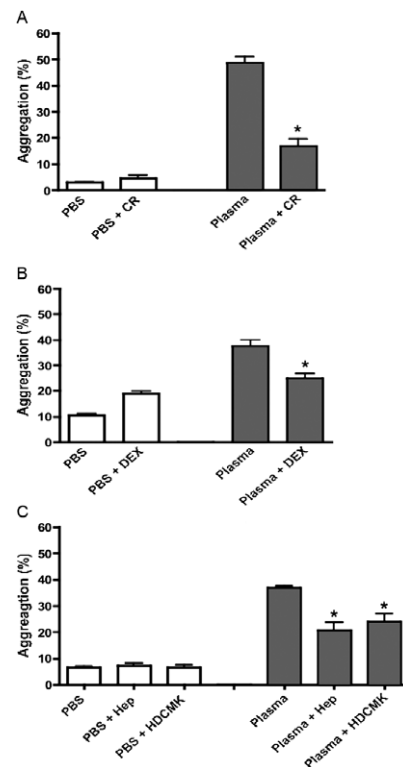 A
Aggregation (%)
60
50
40
30
20
10
0
PBS
PBS + CR
Plasma
*
Plasma + CR
B
Aggregation (%)
60
50
40
30
20
10
0
PBS
PBS + DEX
Plasma
*
Plasma + DEX
C
Aggreagtion (%)
60
50
40
30
20
10
0
PBS
PBS + Hep
PBS + HDCMK
Plasma
*
Plasma + Hep
*
Plasma + HDCMK